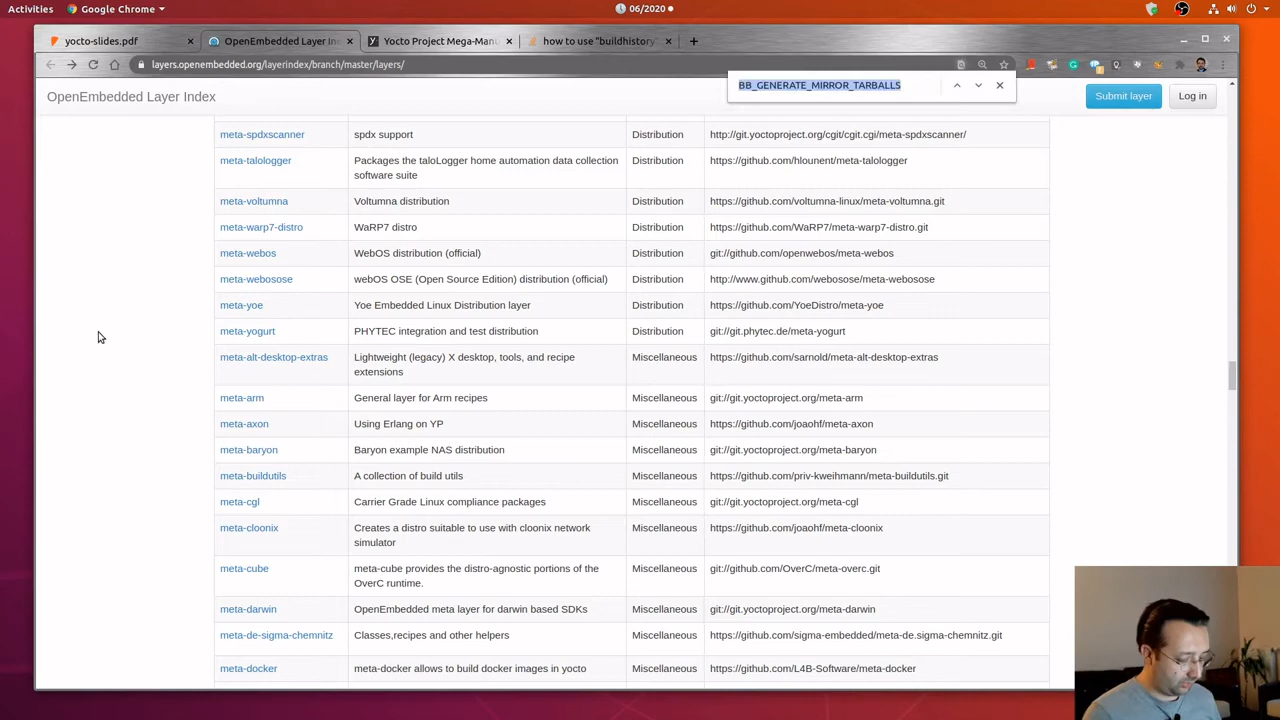 Activities Google Chrome 06/2020
yocto-slides.pdf OpenEmbedded Layer In Yocto Project Mega-Manu how to use "buildhistory"
layers.openembedded.org/layerindex/branch/master/layers/
BB_GENERATE_MIRROR_TARBALLS
OpenEmbedded Layer Index Submit layer Log in
meta-spdxscanner spdx support Distribution http://git.yoctoproject.org/cgit/cgit.cgi/meta-spdxscanner/
meta-talologger Packages the taloLogger home automation data collection Distribution https://github.com/hlounent/meta-talologger
software suite
meta-voltumna Voltumna distribution Distribution https://github.com/voltumna-linux/meta-voltumna.git
meta-warp7-distro WaRP7 distro Distribution https://github.com/WaRP7/meta-warp7-distro.git
meta-webos WebOS distribution (official) Distribution git://github.com/openwebos/meta-webos
meta-webosose webOS OSE (Open Source Edition) distribution (official) Distribution http://www.github.com/webosose/meta-webosose
meta-yoe Yoe Embedded Linux Distribution layer Distribution https://github.com/YoeDistro/meta-yoe
meta-yogurt PHYTEC integration and test distribution Distribution git://git.phytec.de/meta-yogurt
meta-alt-desktop-extras Lightweight (legacy) X desktop, tools, and recipe Miscellaneous https://github.com/sarnold/meta-alt-desktop-extras
extensions
meta-arm General layer for Arm recipes Miscellaneous git://git.yoctoproject.org/meta-arm
meta-axon Using Erlang on YP Miscellaneous https://github.com/joaohf/meta-axon
meta-baryon Baryon example NAS distribution Miscellaneous git://git.yoctoproject.org/meta-baryon
meta-buildutils A collection of build utils Miscellaneous https://github.com/priv-kweihmann/meta-buildutils.git
meta-cgl Carrier Grade Linux compliance packages Miscellaneous git://git.yoctoproject.org/meta-cgl
meta-cloonix Creates a distro suitable to use with cloonix network Miscellaneous https://github.com/joaohf/meta-cloonix
simulator
meta-cube meta-cube provides the distro-agnostic portions of the Miscellaneous git://github.com/OverC/meta-overc.git
OverC runtime.
meta-darwin OpenEmbedded meta layer for darwin based SDKs Miscellaneous git://git.yoctoproject.org/meta-darwin
meta-de-sigma-chemnitz Classes,recipes and other helpers Miscellaneous https://github.com/sigma-embedded/meta-de.sigma-chemnitz.git
meta-docker meta-docker allows to build docker images in yocto Miscellaneous https://github.com/L4B-Software/meta-docker